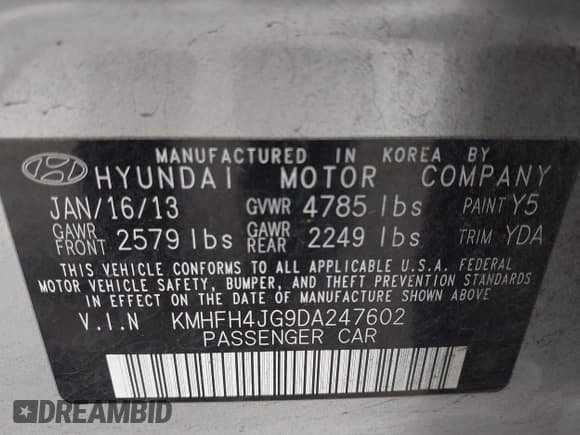 MANUFACTURED IN KOREA BY
HYUNDAI MOTOR COMPANY
JAN/16/13 GVWR 4785 lbs PAINT Y5
GAWR FRONT 2579 lbs GAWR REAR 2249 lbs TRIM YDA
THIS VEHICLE CONFORMS TO ALL APPLICABLE U.S.A. FEDERAL
MOTOR VEHICLE SAFETY, BUMPER, AND THEFT PREVENTION STANDARDS
IN EFFECT ON THE DATE OF MANUFACTURE SHOWN ABOVE
V.I.N KMHFH4JG9DA247602
PASSENGER CAR
DREAMBID